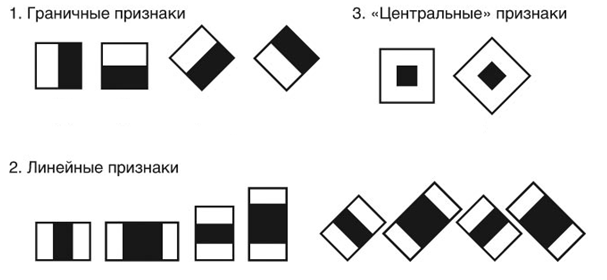 1. Граничные признаки
3. «Центральные» признаки
2. Линейные признаки